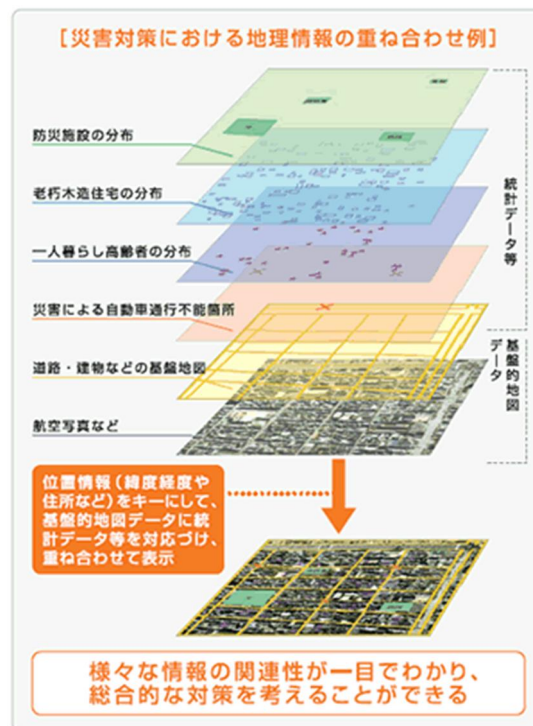 [災害対策における地理情報の重ね合わせ例]
防災施設の分布
老朽木造住宅の分布
一人暮らし高齢者の分布
災害による自動車通行不能箇所
道路・建物などの基盤地図
航空写真など
統計データ等
基盤的地図
データ
位置情報(緯度経度や
住所など)をキーにして、
基盤的地図データに統
計データ等を対応づけ、
重ね合わせて表示
様々な情報の関連性が一目でわかり、
総合的な対策を考えることができる